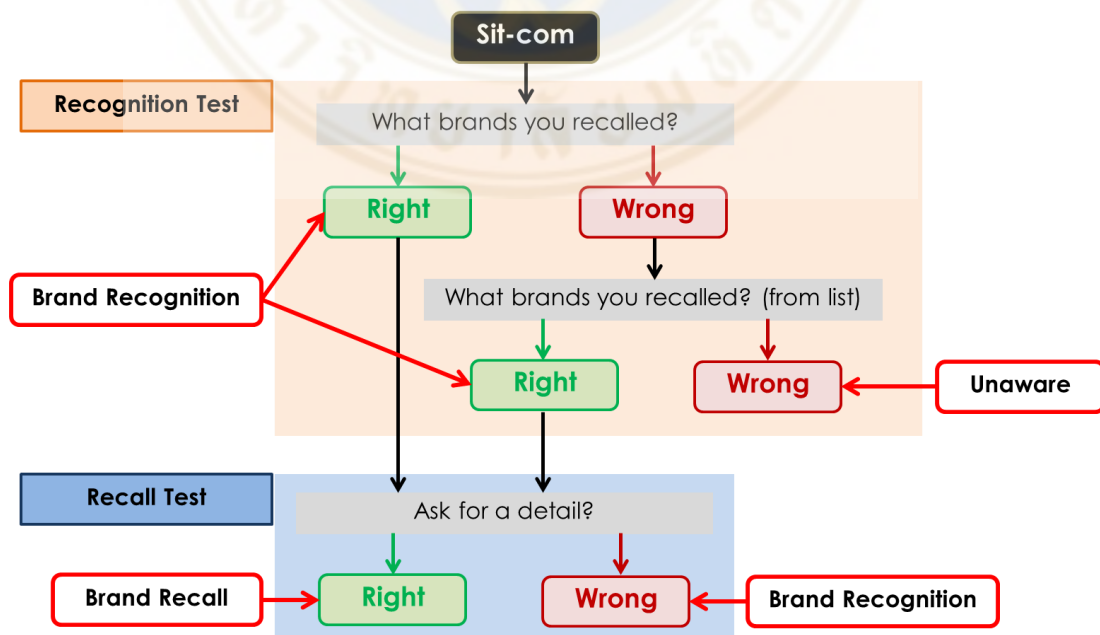 Sit-com
Recognition Test
What brands you recalled?
Right
Wrong
Brand Recognition
What brands you recalled? (from list)
Right
Wrong
Unaware
Recall Test
Ask for a detail?
Brand Recall
Right
Wrong
Brand Recognition